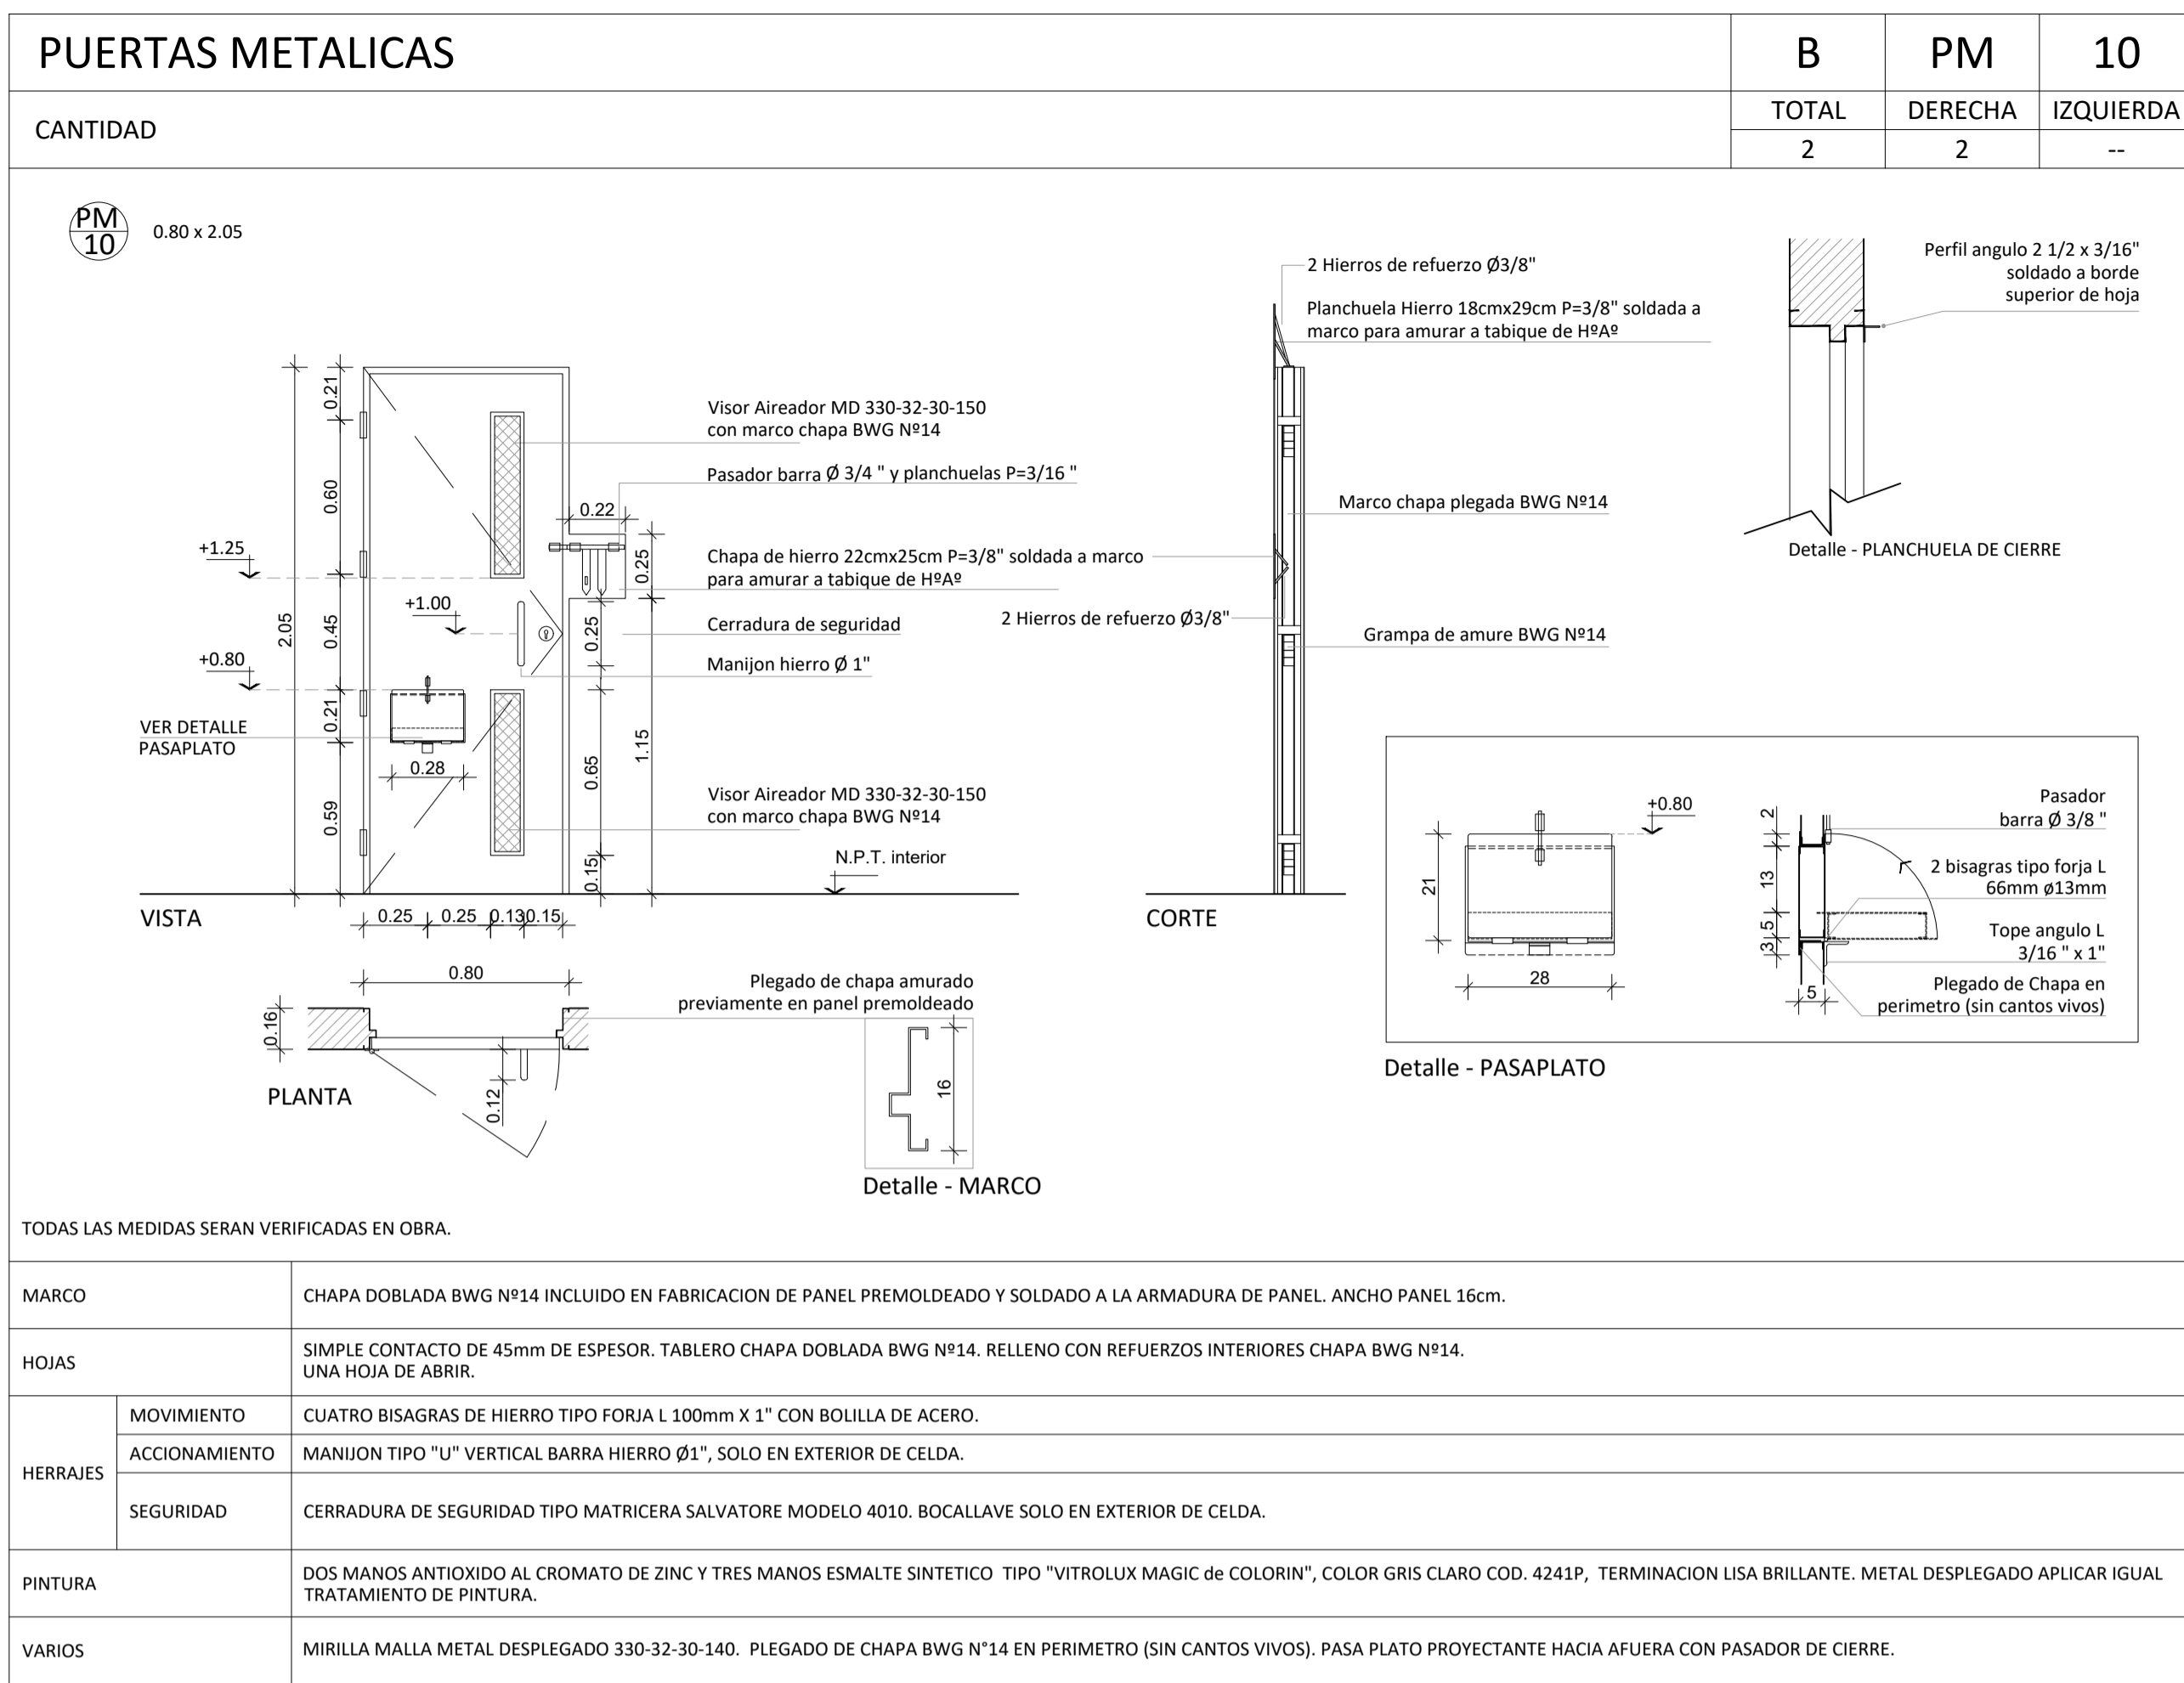 PUERTAS METALICAS
B
PM
10
CANTIDAD
TOTAL
DERECHA
IZQUIERDA
2
2
--
PM
10
0.80 x 2.05
2 Hierros de refuerzo Ø3/8"
Planchuela Hierro 18cmx29cm P=3/8" soldada a
marco para amurar a tabique de HºAº
Perfil angulo 2 1/2 x 3/16"
soldado a borde
superior de hoja
Visor Aireador MD 330-32-30-150
con marco chapa BWG Nº14
Pasador barra Ø 3/4 " y planchuelas P=3/16 "
Marco chapa plegada BWG Nº14
Chapa de hierro 22cmx25cm P=3/8" soldada a marco
para amurar a tabique de HºAº
2 Hierros de refuerzo Ø3/8"
Cerradura de seguridad
Grampa de amure BWG Nº14
Manijon hierro Ø 1"
Detalle - PLANCHUELA DE CIERRE
0.21
0.60
0.45
0.21
0.59
2.05
+1.25
+1.00
+0.80
0.22
0.25
0.25
0.65
1.15
0.15
0.28
VER DETALLE
PASAPLATO
Visor Aireador MD 330-32-30-150
con marco chapa BWG Nº14
N.P.T. interior
VISTA
0.25
0.25
0.13
0.15
CORTE
+0.80
21
28
2
13
5
3
5
Pasador
barra Ø 3/8 "
2 bisagras tipo forja L
66mm ø13mm
Tope angulo L
3/16 " x 1"
Plegado de Chapa en
perimetro (sin cantos vivos)
Detalle - PASAPLATO
0.80
0.16
0.12
PLANTA
Plegado de chapa amurado
previamente en panel premoldeado
16
Detalle - MARCO
TODAS LAS MEDIDAS SERAN VERIFICADAS EN OBRA.
MARCO
CHAPA DOBLADA BWG Nº14 INCLUIDO EN FABRICACION DE PANEL PREMOLDEADO Y SOLDADO A LA ARMADURA DE PANEL. ANCHO PANEL 16cm.
HOJAS
SIMPLE CONTACTO DE 45mm DE ESPESOR. TABLERO CHAPA DOBLADA BWG Nº14. RELLENO CON REFUERZOS INTERIORES CHAPA BWG Nº14.
UNA HOJA DE ABRIR.
HERRAJES
MOVIMIENTO
CUATRO BISAGRAS DE HIERRO TIPO FORJA L 100mm X 1" CON BOLILLA DE ACERO.
ACCIONAMIENTO
MANIJON TIPO "U" VERTICAL BARRA HIERRO Ø1", SOLO EN EXTERIOR DE CELDA.
SEGURIDAD
CERRADURA DE SEGURIDAD TIPO MATRICERA SALVATORE MODELO 4010. BOCALLAVE SOLO EN EXTERIOR DE CELDA.
PINTURA
DOS MANOS ANTIOXIDO AL CROMATO DE ZINC Y TRES MANOS ESMALTE SINTETICO TIPO "VITROLUX MAGIC de COLORIN", COLOR GRIS CLARO COD. 4241P, TERMINACION LISA BRILLANTE. METAL DESPLEGADO APLICAR IGUAL
TRATAMIENTO DE PINTURA.
VARIOS
MIRILLA MALLA METAL DESPLEGADO 330-32-30-140. PLEGADO DE CHAPA BWG N°14 EN PERIMETRO (SIN CANTOS VIVOS). PASA PLATO PROYECTANTE HACIA AFUERA CON PASADOR DE CIERRE.